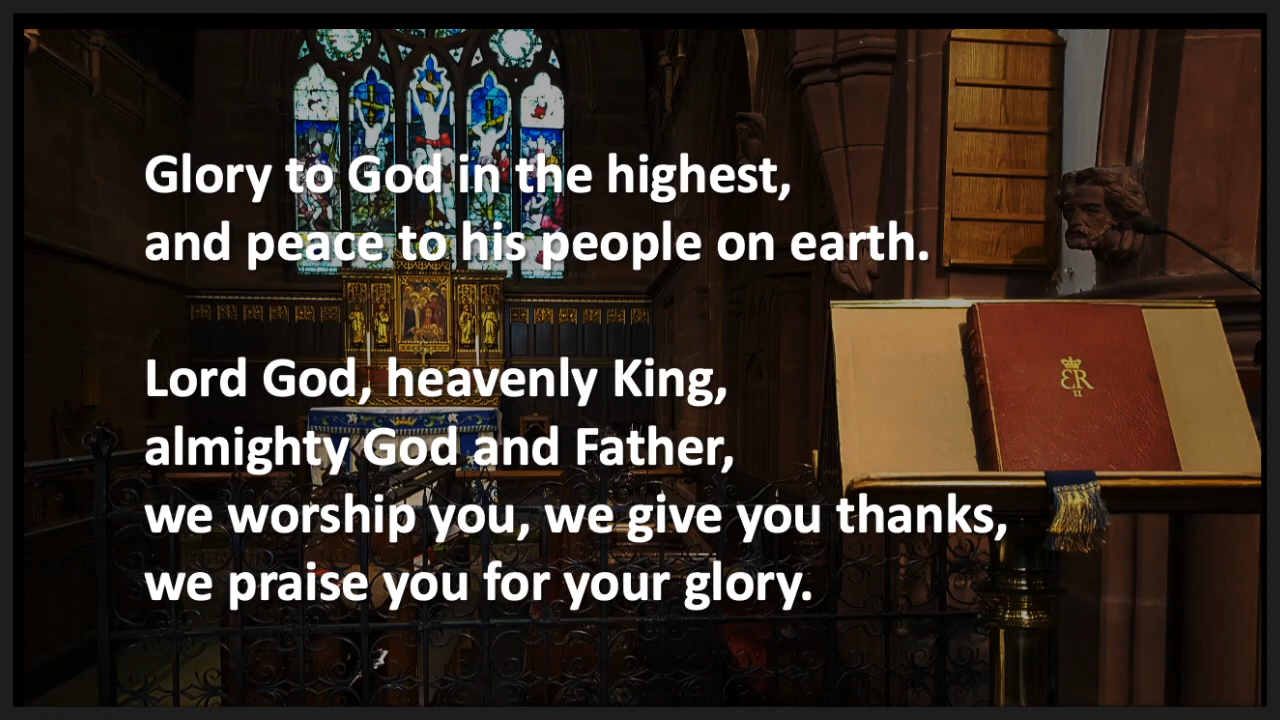 Glory to God in the highest,
and peace to his people on earth.
Lord God, heavenly King,
almighty God and Father,
we worship you, we give you thanks,
we praise you for your glory.
ER
II